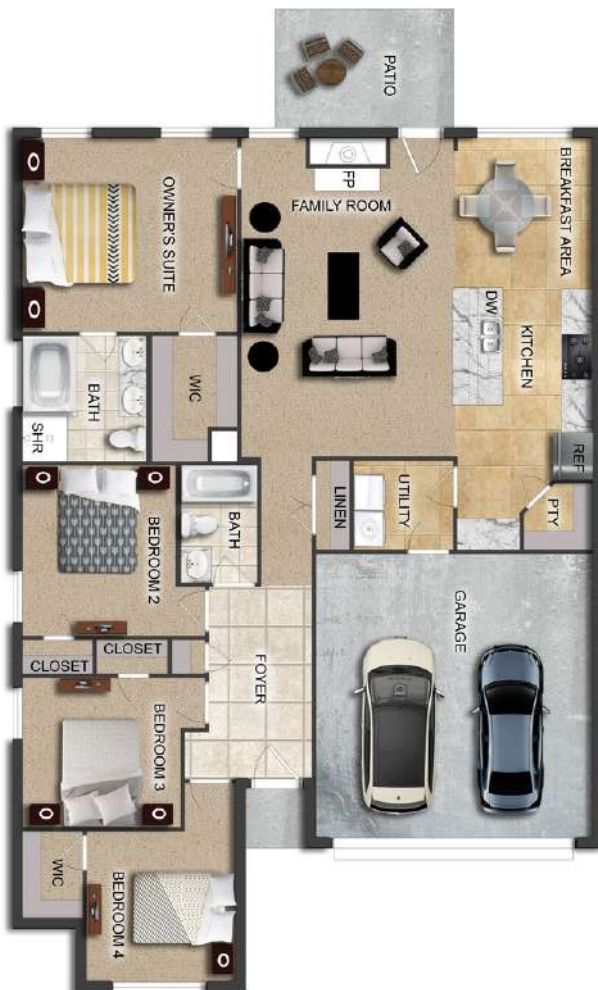 PATIO
BREAKFAST AREA
FP
FAMILY ROOM
OWNER'S SUITE
DW
KITCHEN
WIC
BATH
SHR
REF
PTY
UTILITY
LINEN
BATH
BEDROOM 2
GARAGE
FOYER
CLOSET
CLOSET
BEDROOM 3
WIC
BEDROOM 4